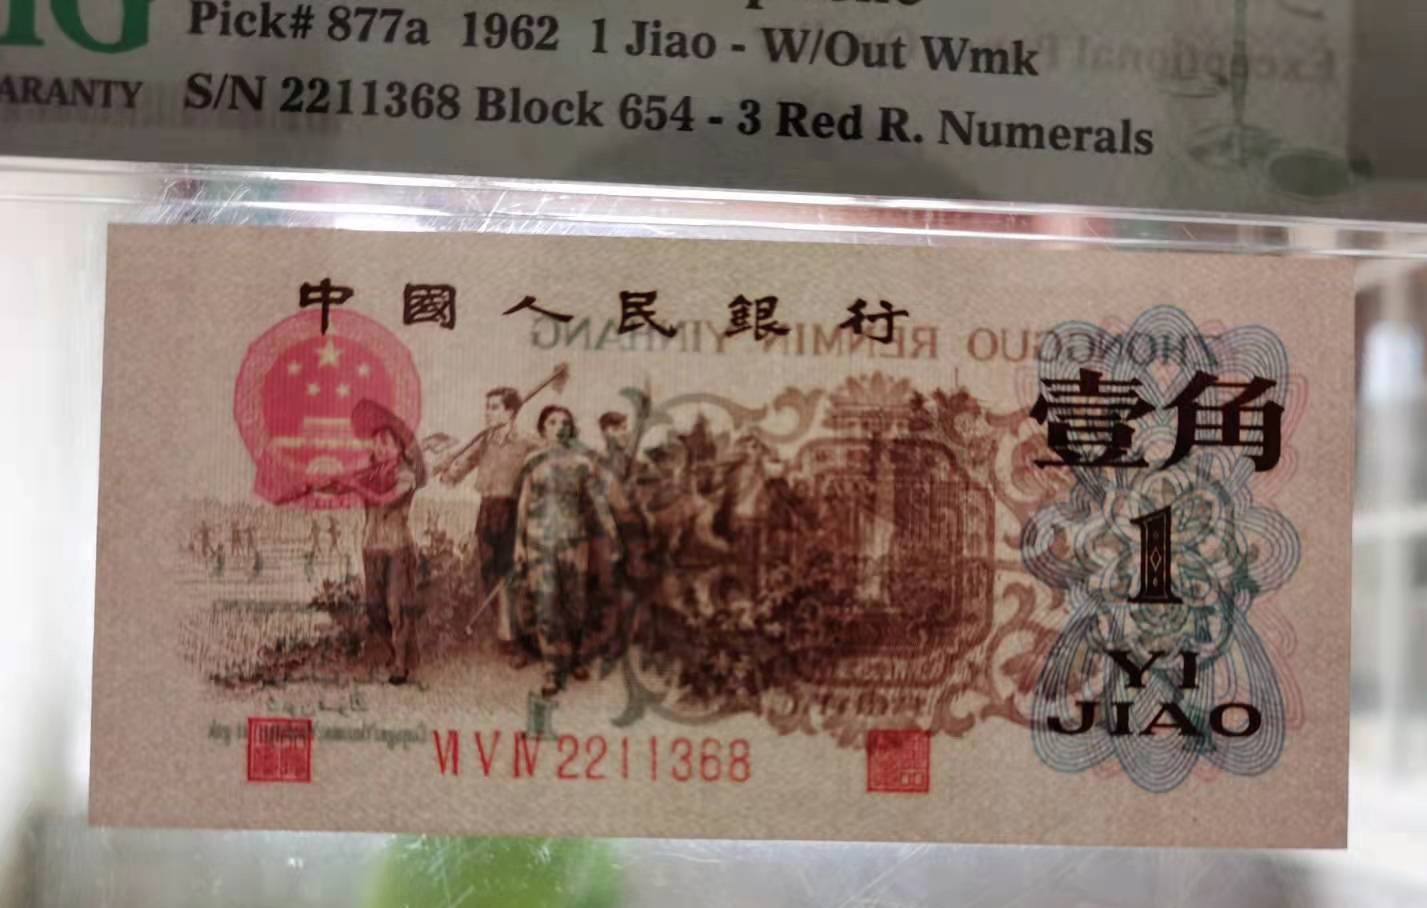 Pick# 877a 1962 1 Jiao - W/Out Wmk
ARANTY S/N 2211368 Block 654 - 3 Red R. Numerals
中國人民銀行
ZHONGGUO RENMIN YINHANG
壹角
1
YI
JIAO
VI V IV 2211368